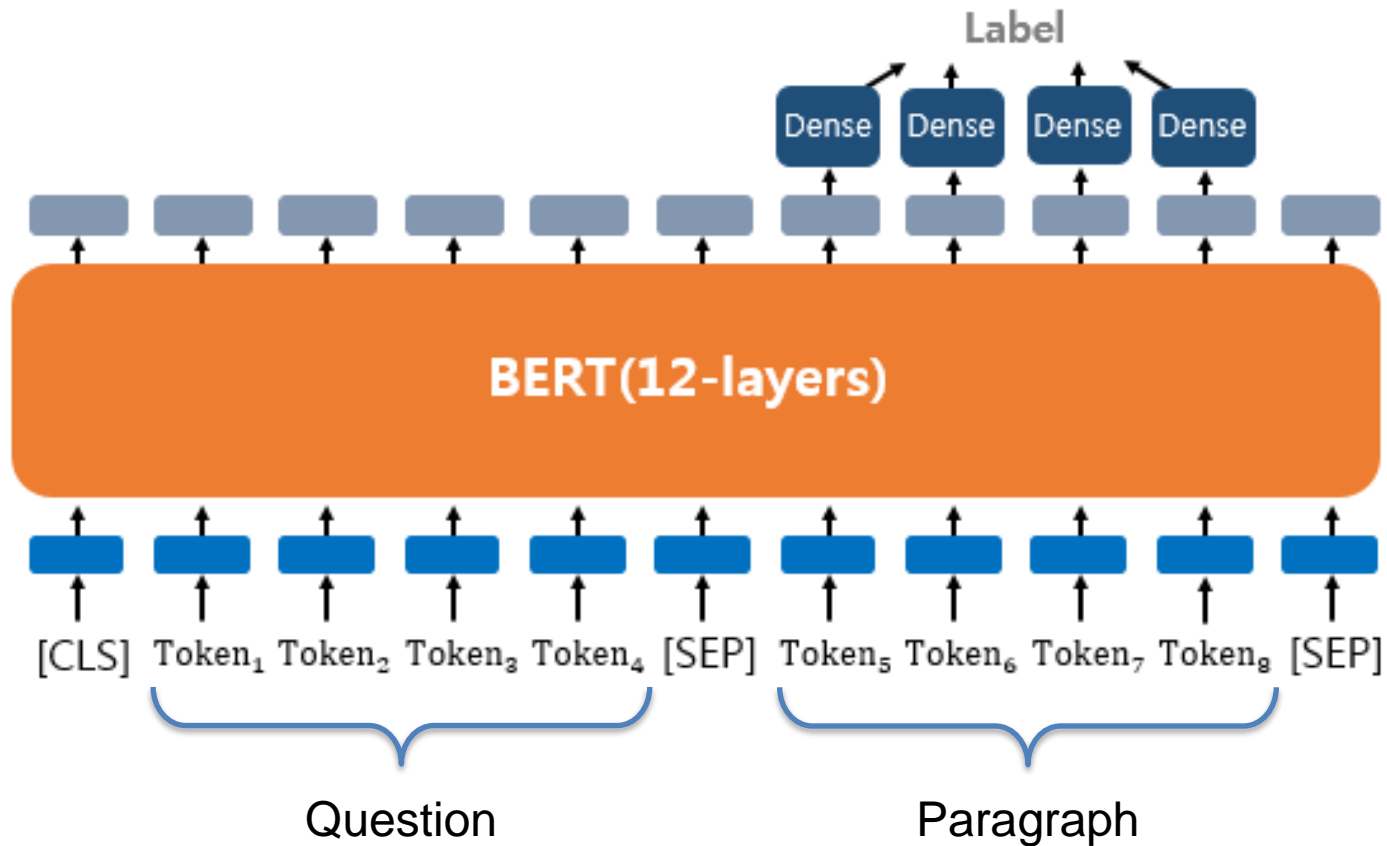 Label
Dense Dense Dense Dense
BERT(12-layers)
[CLS] Token₁ Token₂ Token₃ Token₄ [SEP] Token₅ Token₆ Token₇ Token₈ [SEP]
Question Paragraph